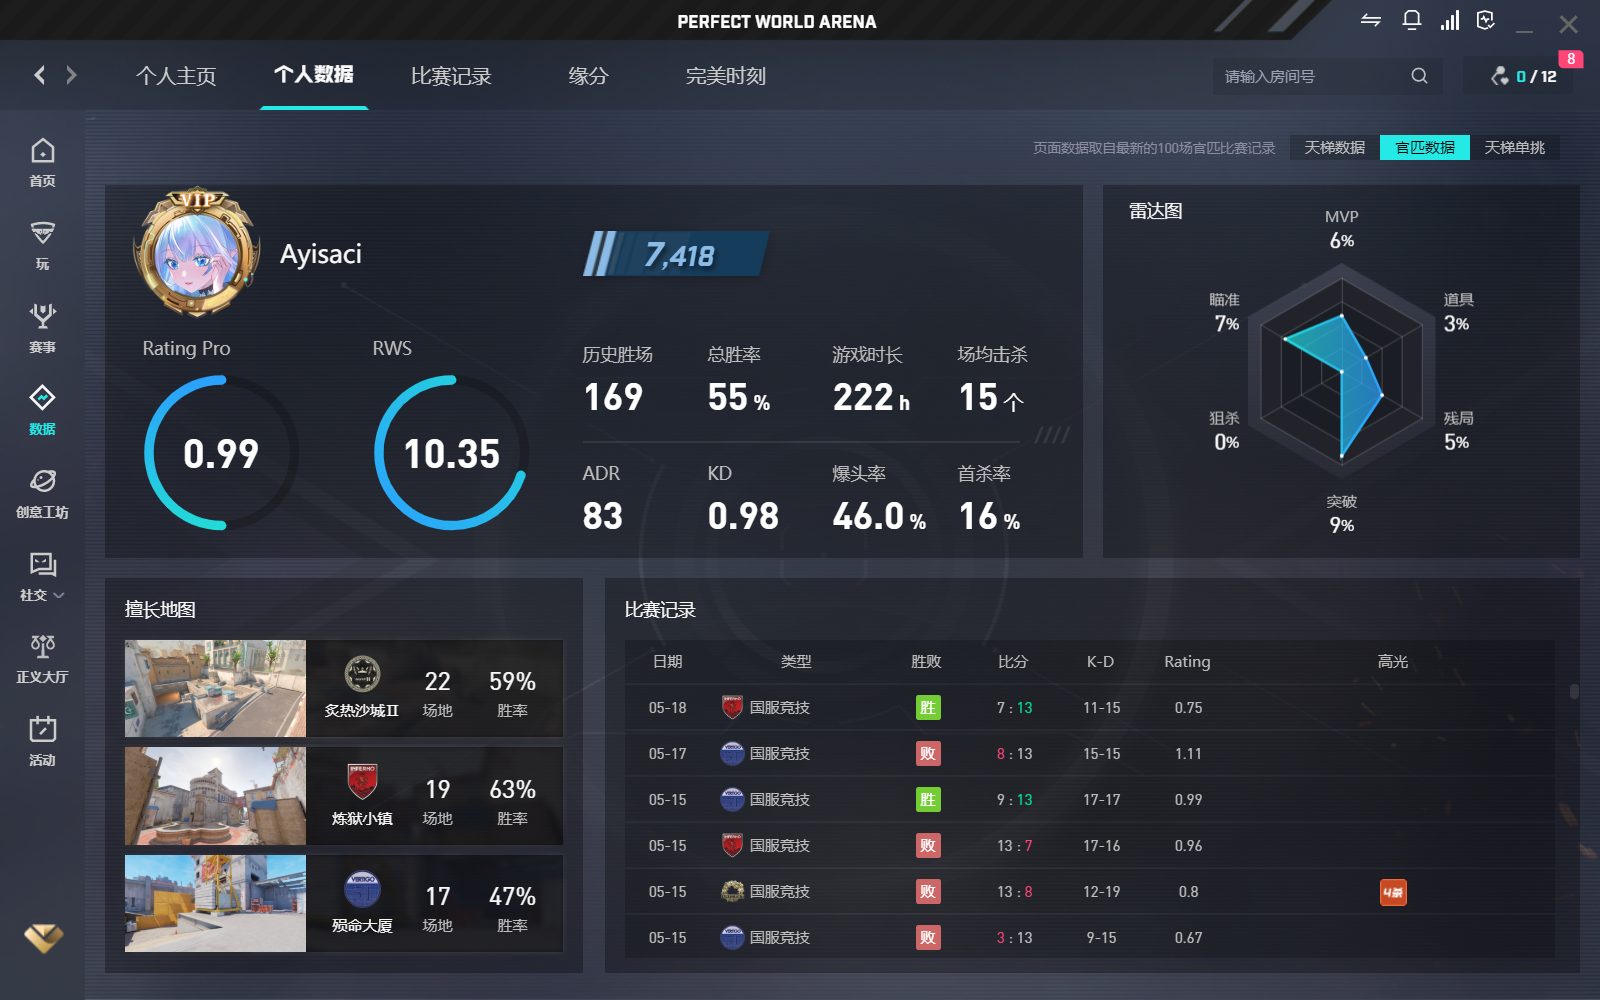 PERFECT WORLD ARENA
个人主页 个人数据 比赛记录 缘分 完美时刻 请输入房间号 0 / 12 8
页面数据取自最新的100场官匹比赛记录 天梯数据 官匹数据 天梯单挑
首页
玩
赛事
数据
创意工坊
社交
正义大厅
活动
VIP
Ayisaci
7,418
Rating Pro RWS
0.99 10.35
历史胜场 总胜率 游戏时长 场均击杀
169 55 % 222 h 15 个
ADR KD 爆头率 首杀率
83 0.98 46.0 % 16 %
雷达图
MVP
6%
瞄准 道具
7% 3%
狙杀 残局
0% 5%
突破
9%
擅长地图
22 59%
炙热沙城II 场地 胜率
INFERNO
19 63%
炼狱小镇 场地 胜率
VERTIGO
17 47%
殒命大厦 场地 胜率
比赛记录
日期 类型 胜败 比分 K-D Rating 高光
05-18 国服竞技 胜 7 : 13 11-15 0.75
05-17 国服竞技 败 8 : 13 15-15 1.11
05-15 国服竞技 胜 9 : 13 17-17 0.99
05-15 国服竞技 败 13 : 7 17-16 0.96
05-15 国服竞技 败 13 : 8 12-19 0.8 4杀
05-15 国服竞技 败 3 : 13 9-15 0.67